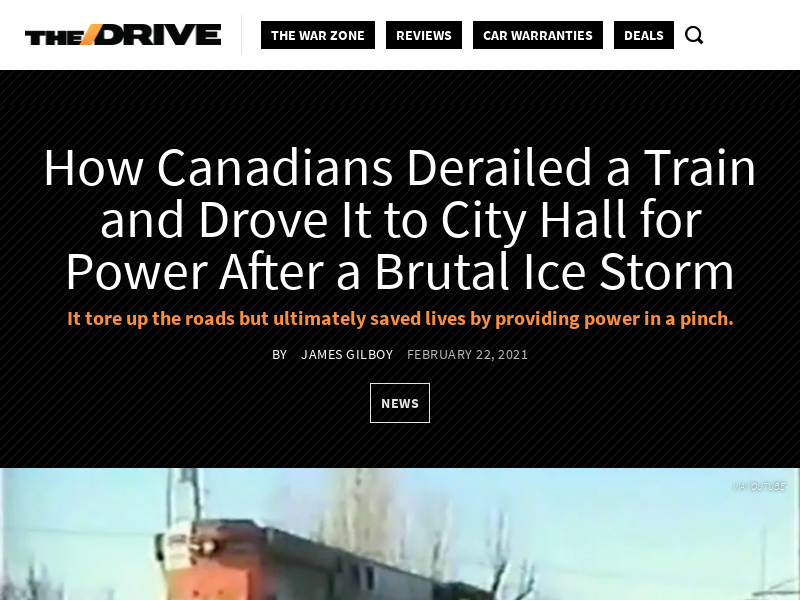 THE DRIVE
THE WAR ZONE
REVIEWS
CAR WARRANTIES
DEALS
How Canadians Derailed a Train
and Drove It to City Hall for
Power After a Brutal Ice Storm
It tore up the roads but ultimately saved lives by providing power in a pinch.
BY JAMES GILBOY FEBRUARY 22, 2021
NEWS
VIA YOUTUBE